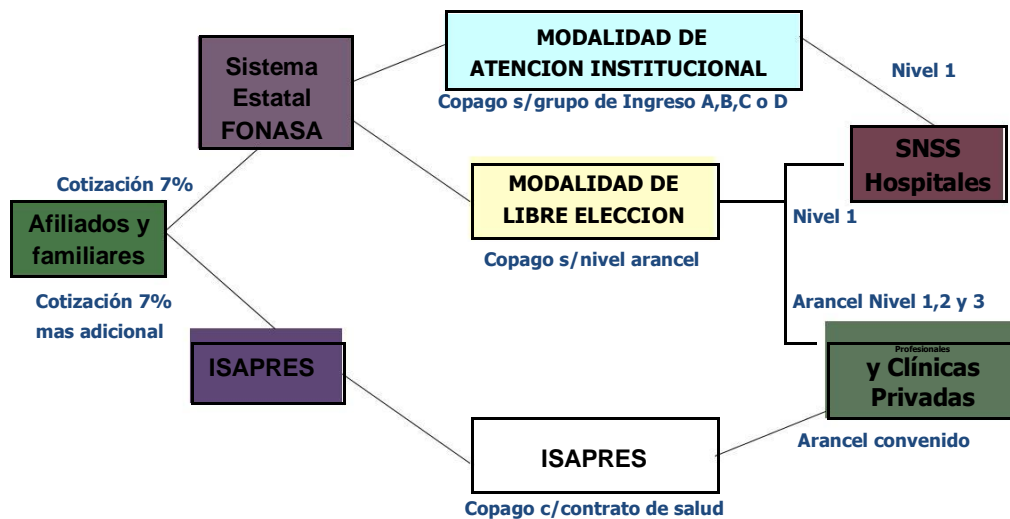 MODALIDAD DE
ATENCION INSTITUCIONAL
Copago s/grupo de Ingreso A,B,C o D
Nivel 1
Sistema
Estatal
FONASA
SNSS
Hospitales
Cotización 7%
MODALIDAD DE
LIBRE ELECCION
Nivel 1
Afiliados y
familiares
Copago s/nivel arancel
Cotización 7%
mas adicional
Arancel Nivel 1,2 y 3
ISAPRES
Profesionales
y Clínicas
Privadas
Arancel convenido
ISAPRES
Copago c/contrato de salud